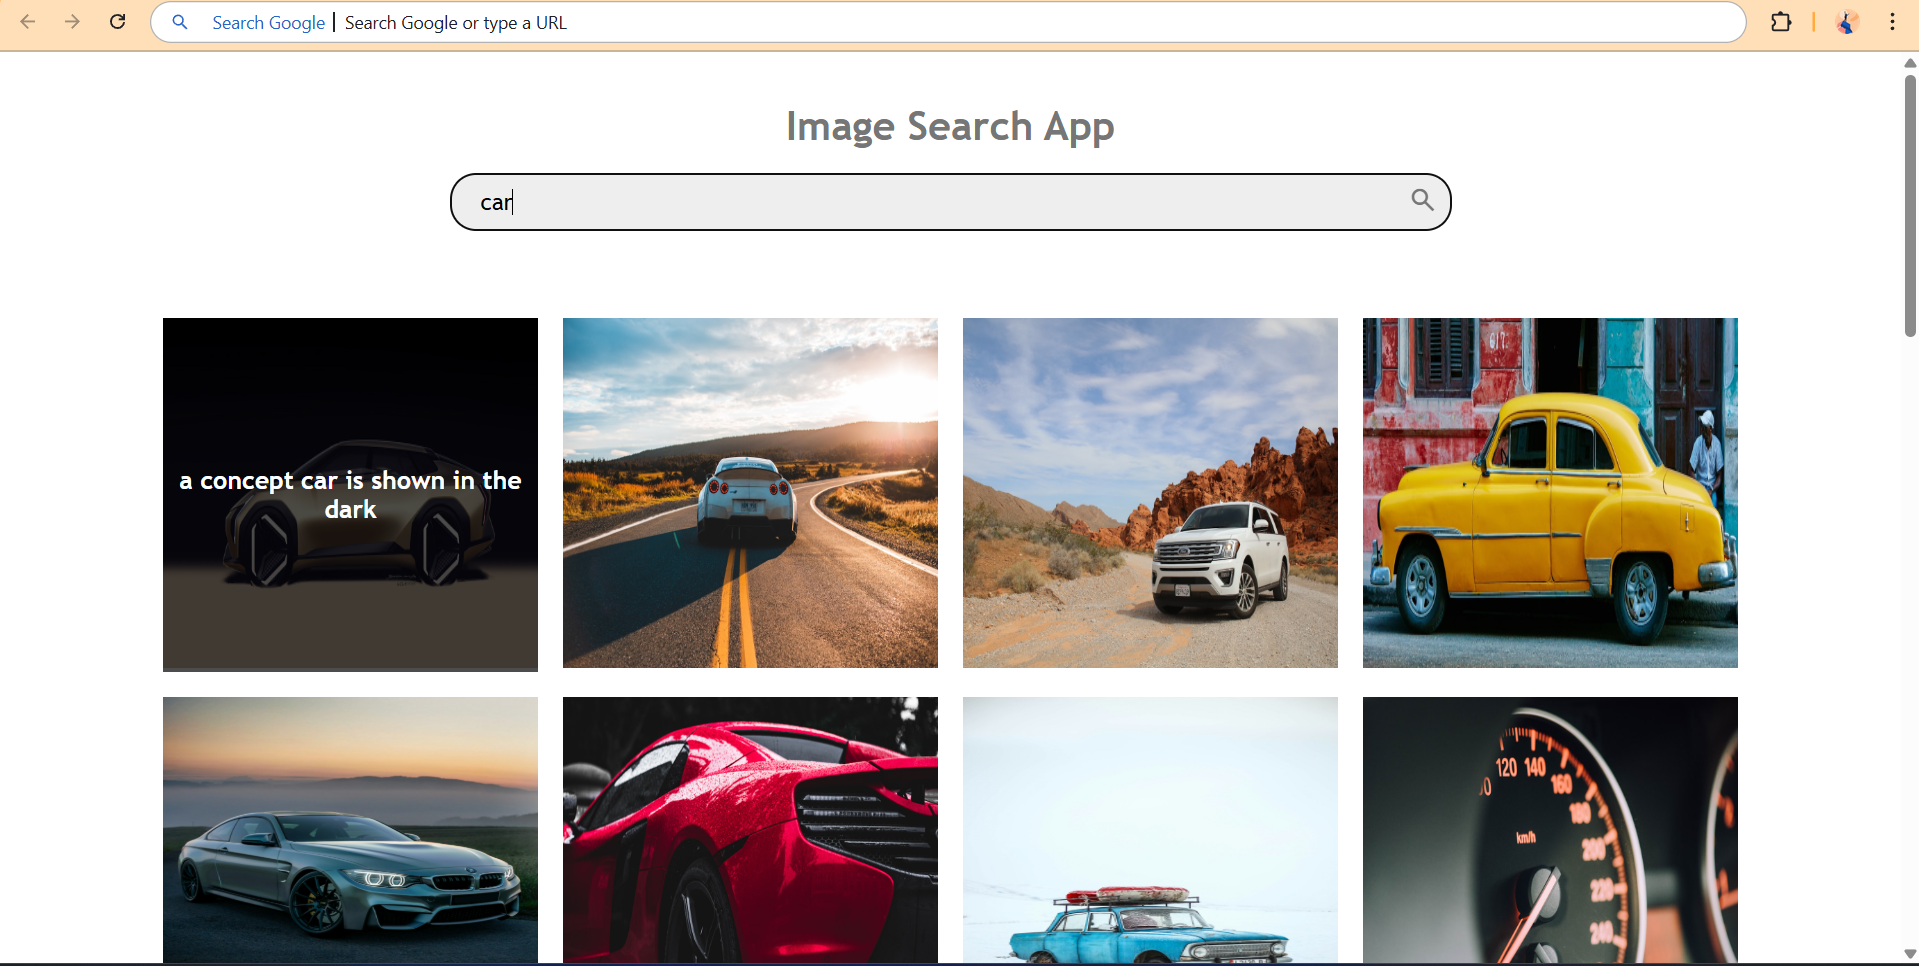 Search Google | Search Google or type a URL
Image Search App
car
a concept car is shown in the
dark
617.
120 140
160
180
200
km/h
220
240